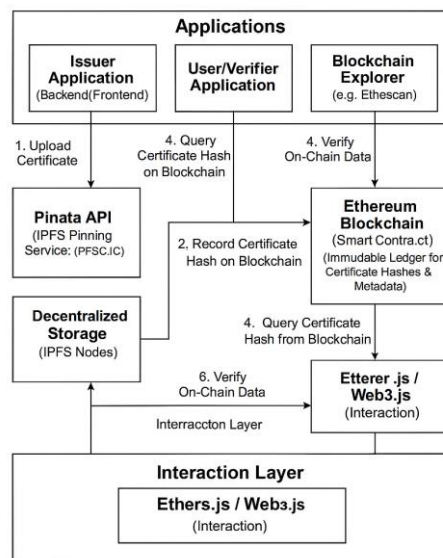 Applications
Issuer
Application
(Backend(Frontend)
User/Verifier
Application
Blockchain
Explorer
(e.g. Ethescan)
1. Upload
Certificate
4. Query
Certificate Hash
on Blockchain
4. Verify
On-Chain Data
Pinata API
(IPFS Pinning
Service: (PFSC.IC)
2, Record Certificate
Hash on Blockchain
Ethereum
Blockchain
(Smart Contra.ct)
(Immudable Ledger for
Certificate Hashes &
Metadata)
Decentralized
Storage
(IPFS Nodes)
4. Query Certificate
Hash from Blockchain
6. Verify
On-Chain Data
Interraccton Layer
Etterer .js /
Web3.js
(Interaction)
Interaction Layer
Ethers.js / Web3.js
(Interaction)